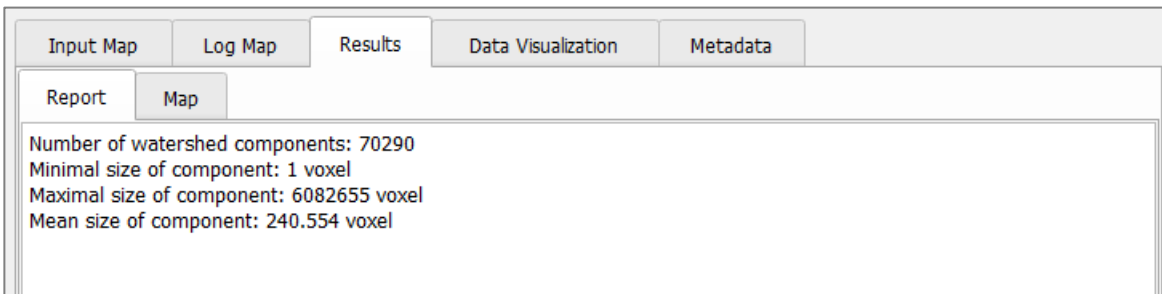 Input Map Log Map Results Data Visualization Metadata
Report Map
Number of watershed components: 70290
Minimal size of component: 1 voxel
Maximal size of component: 6082655 voxel
Mean size of component: 240.554 voxel